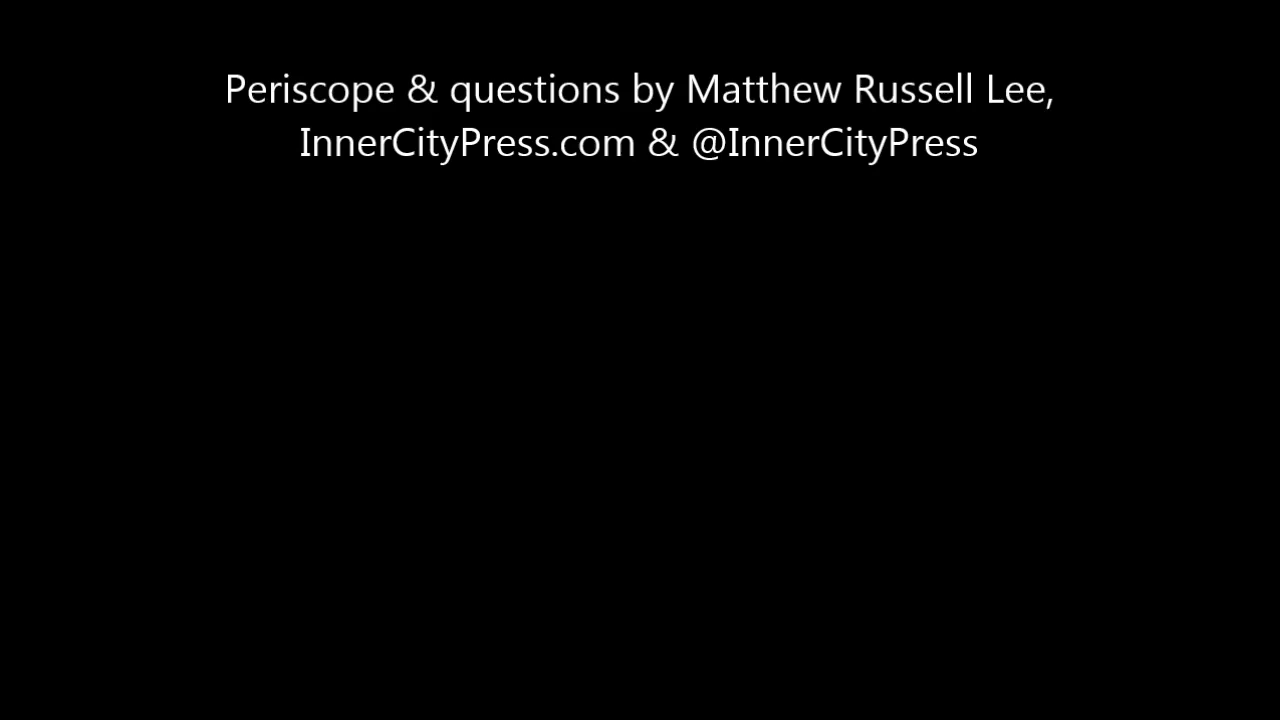 Periscope & questions by Matthew Russell Lee,
InnerCityPress.com & @InnerCityPress